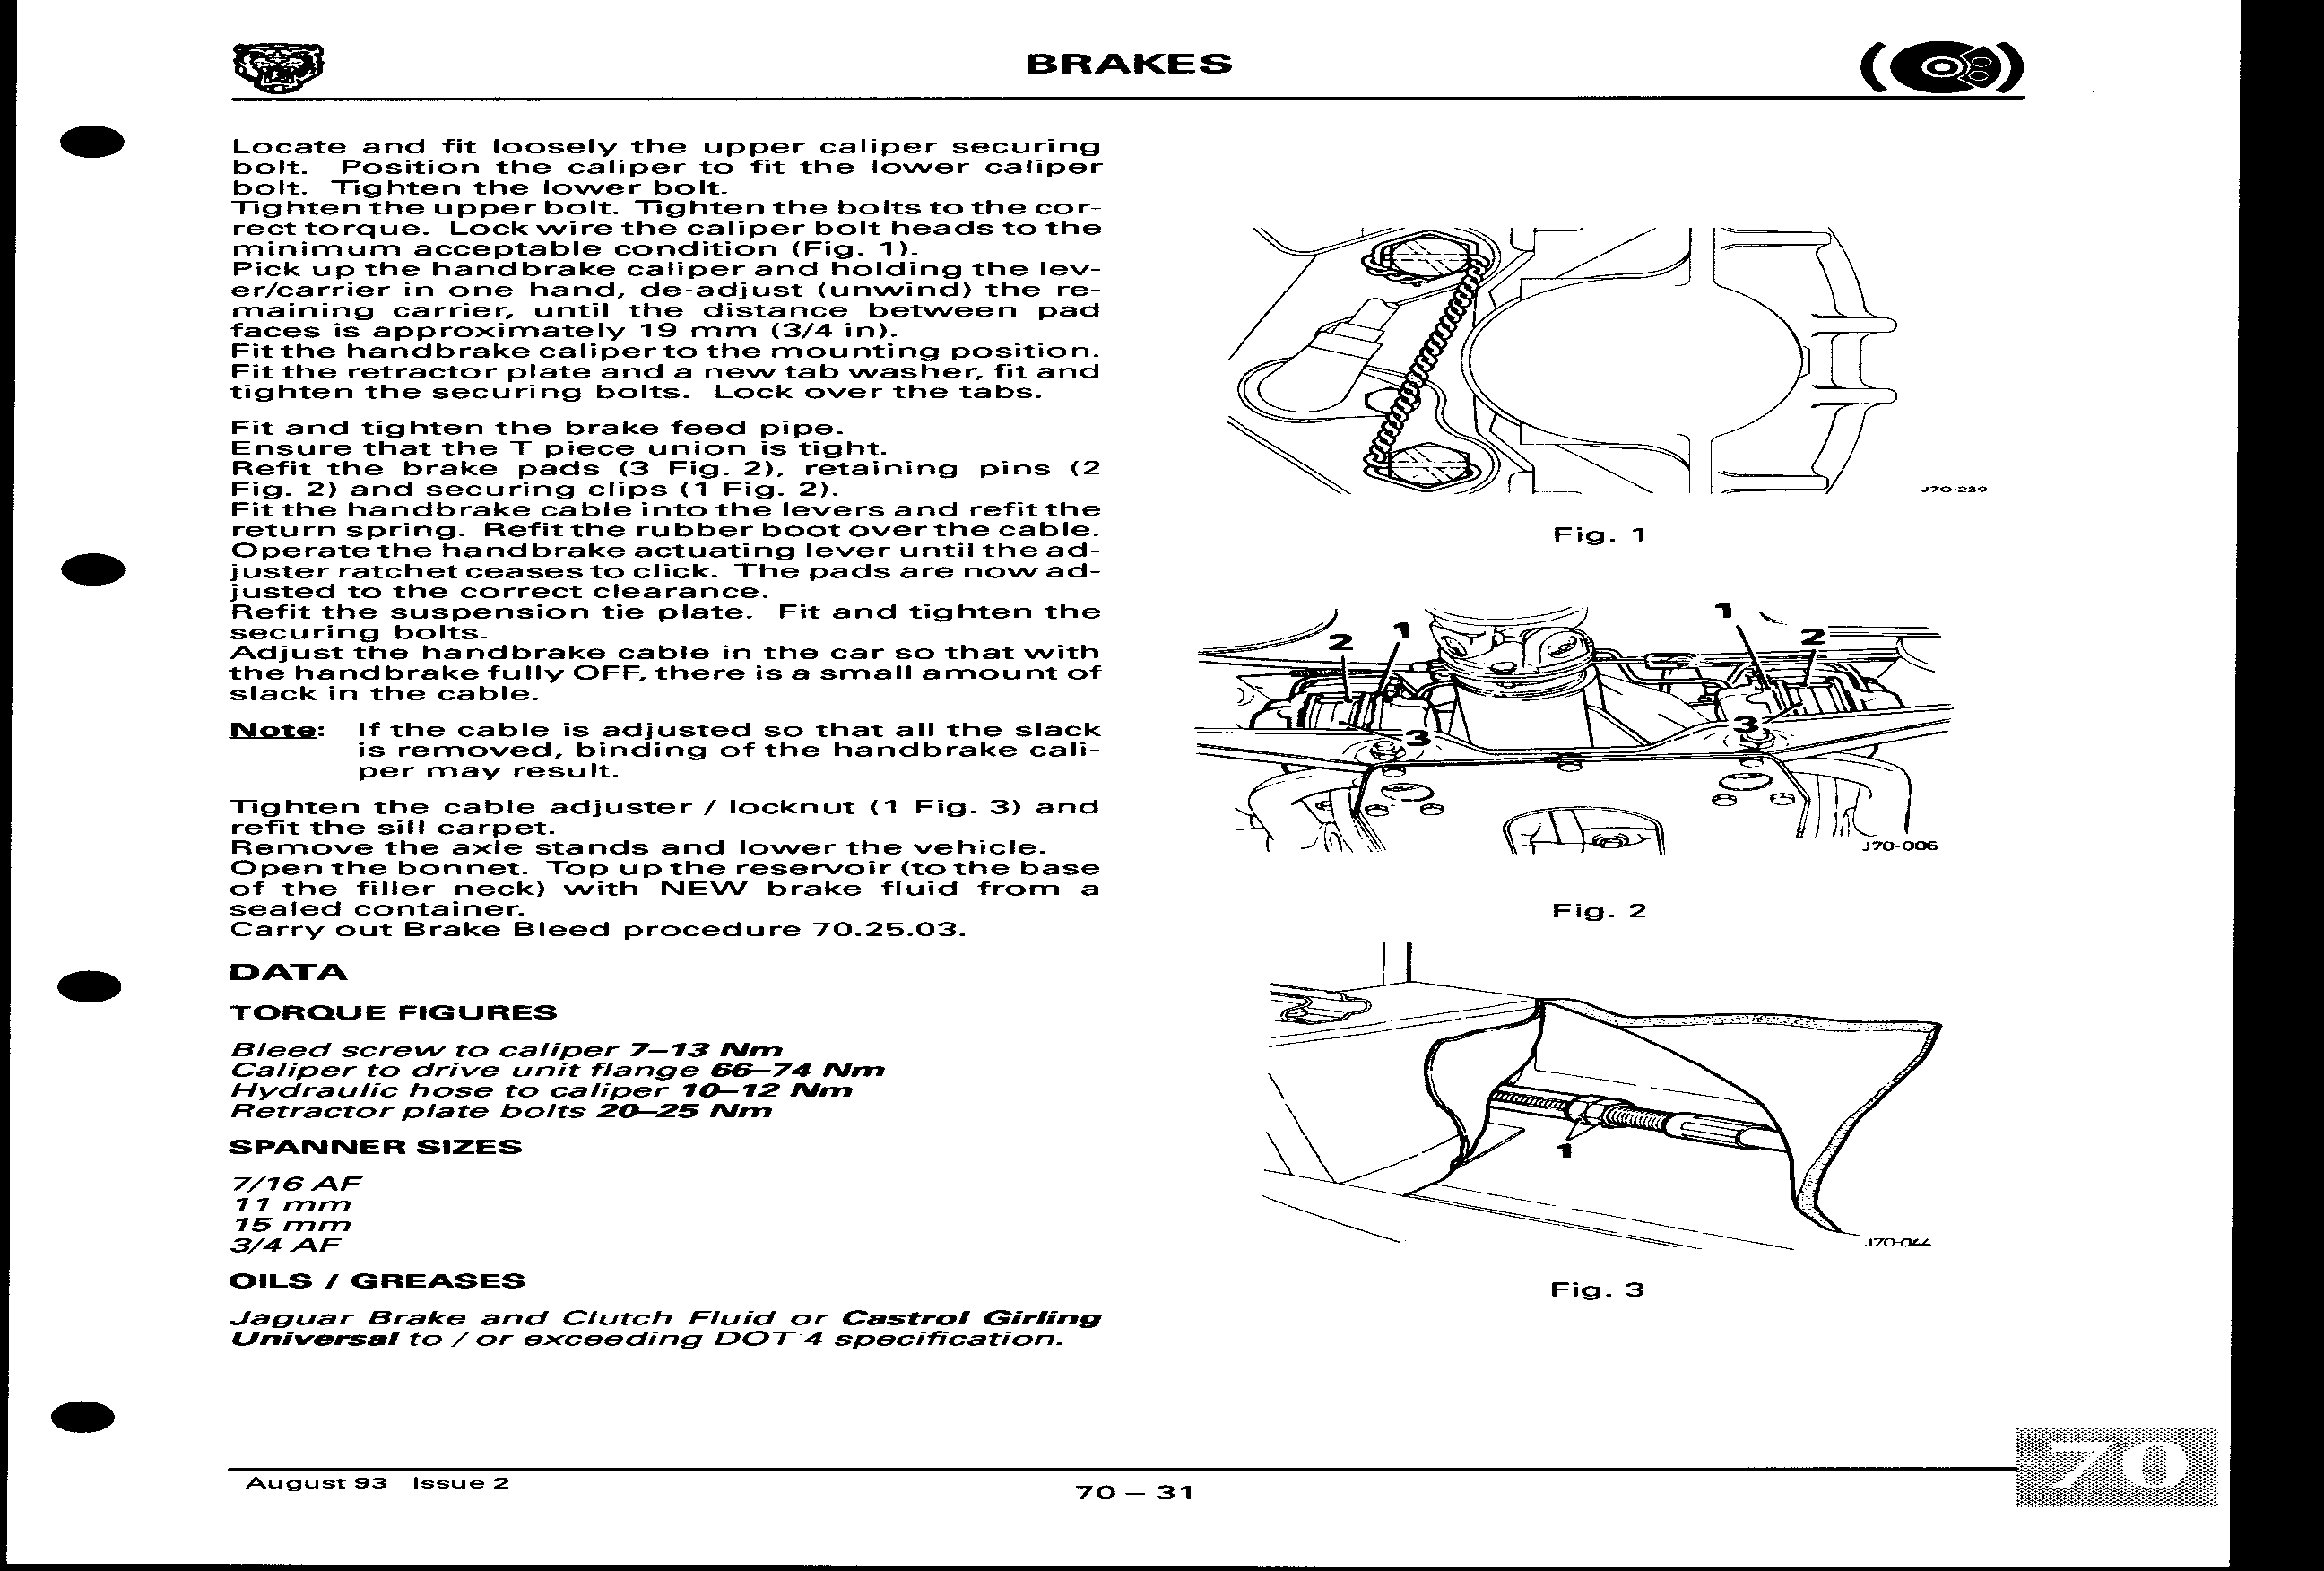 BRAKES
Locate and fit loosely the upper caliper securing
bolt. Position the caliper to fit the lower caliper
bolt. Tighten the lower bolt.
Tighten the upper bolt. Tighten the bolts to the cor-
rect torque. Lock wire the caliper bolt heads to the
minimum acceptable condition (Fig. 1).
Pick up the handbrake caliper and holding the lev-
er/carrier in one hand, de-adjust (unwind) the re-
maining carrier, until the distance between pad
faces is approximately 19 mm (3/4 in).
Fit the handbrake caliper to the mounting position.
Fit the retractor plate and a new tab washer, fit and
tighten the securing bolts. Lock over the tabs.
Fit and tighten the brake feed pipe.
Ensure that the T piece union is tight.
Refit the brake pads (3 Fig. 2), retaining pins (2
Fig. 2) and securing clips (1 Fig. 2).
Fit the handbrake cable into the levers and refit the
return spring. Refit the rubber boot over the cable.
Operate the handbrake actuating lever until the ad-
juster ratchet ceases to click. The pads are now ad-
justed to the correct clearance.
Refit the suspension tie plate. Fit and tighten the
securing bolts.
Adjust the handbrake cable in the car so that with
the handbrake fully OFF, there is a small amount of
slack in the cable.
Note: If the cable is adjusted so that all the slack
is removed, binding of the handbrake cali-
per may result.
Tighten the cable adjuster / locknut (1 Fig. 3) and
refit the sill carpet.
Remove the axle stands and lower the vehicle.
Open the bonnet. Top up the reservoir (to the base
of the filler neck) with NEW brake fluid from a
sealed container.
Carry out Brake Bleed procedure 70.25.03.
DATA
TORQUE FIGURES
Bleed screw to caliper 7–13 Nm
Caliper to drive unit flange 66–74 Nm
Hydraulic hose to caliper 10–12 Nm
Retractor plate bolts 20–25 Nm
SPANNER SIZES
7/16 AF
11 mm
15 mm
3/4 AF
OILS / GREASES
Jaguar Brake and Clutch Fluid or Castrol Girling
Universal to / or exceeding DOT 4 specification.
J70-239
Fig. 1
1
2
1
2
3
3
J70-006
Fig. 2
1
J70-044
Fig. 3
August 93 Issue 2
70 – 31
70